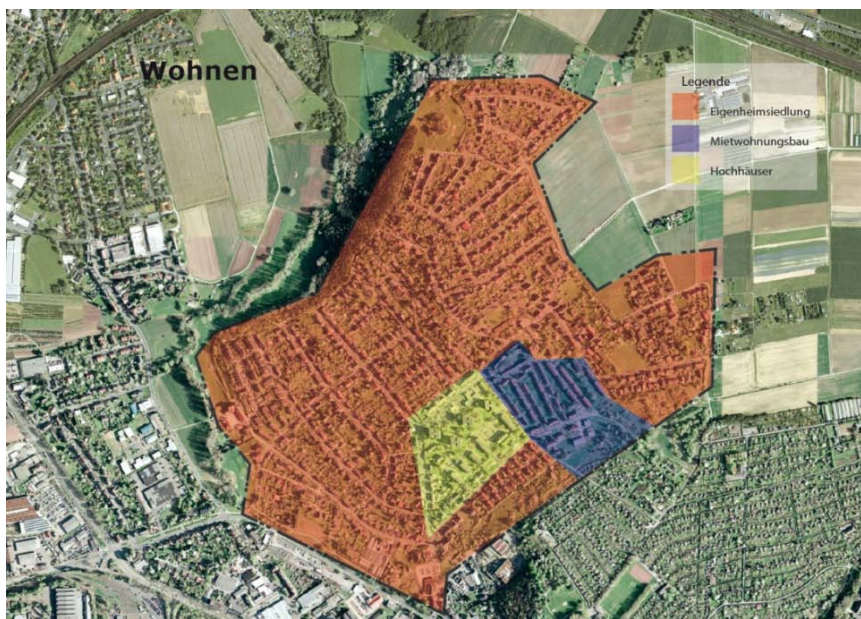 Wohnen
Legende
Eigenheimsiedlung
Mietwohnungsbau
Hochhäuser